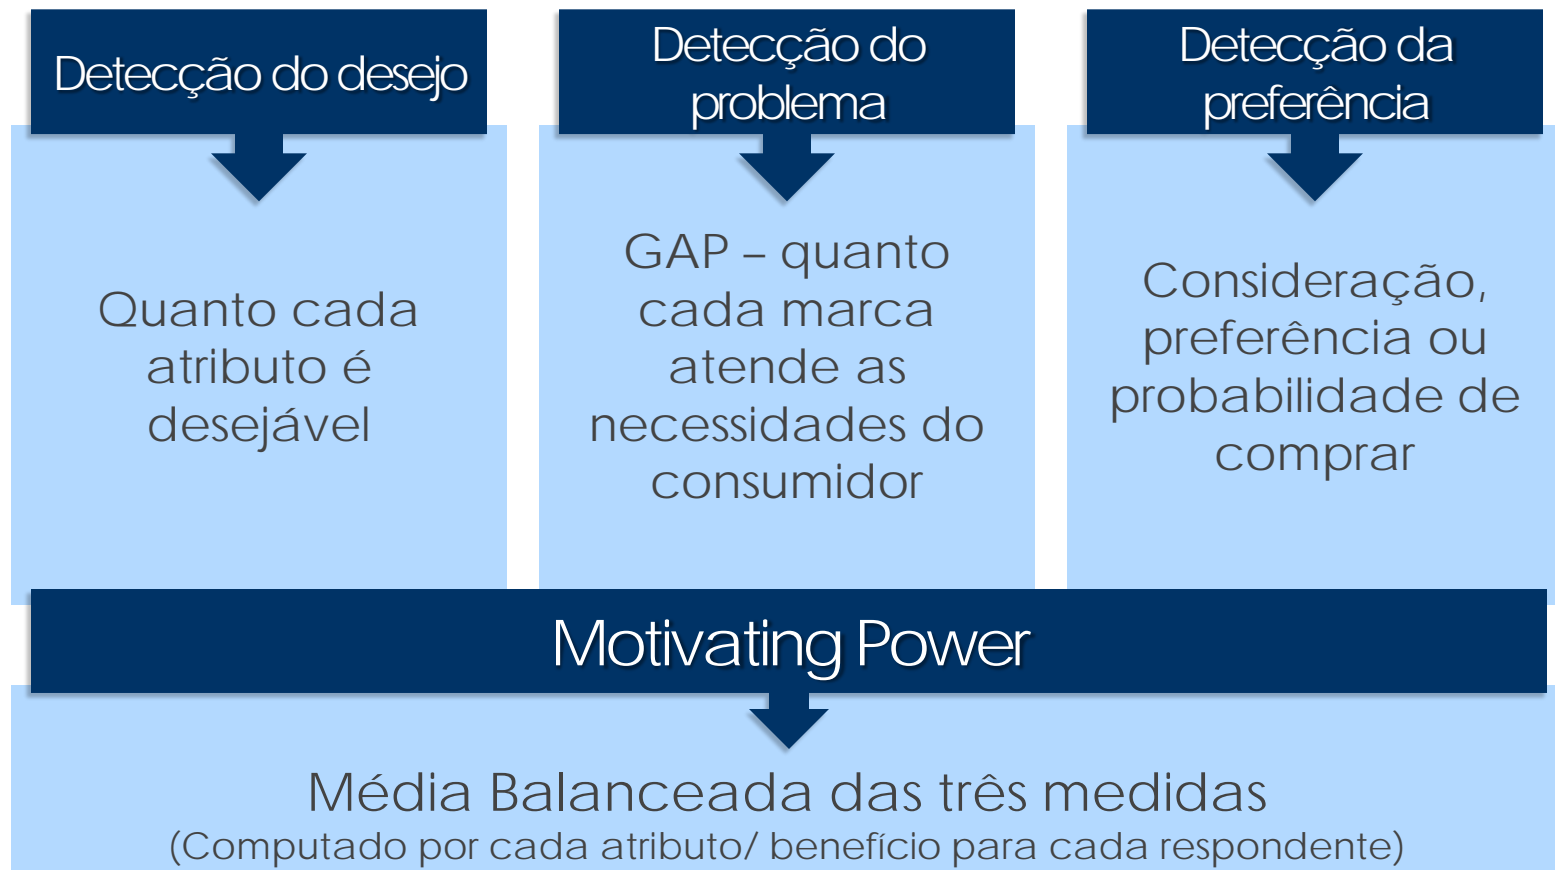 Detecção do desejo
Quanto cada
atributo é
desejável
Detecção do
problema
GAP – quanto
cada marca
atende as
necessidades do
consumidor
Detecção da
preferência
Consideração,
preferência ou
probabilidade de
comprar
Motivating Power
Média Balanceada das três medidas
(Computado por cada atributo/ benefício para cada respondente)